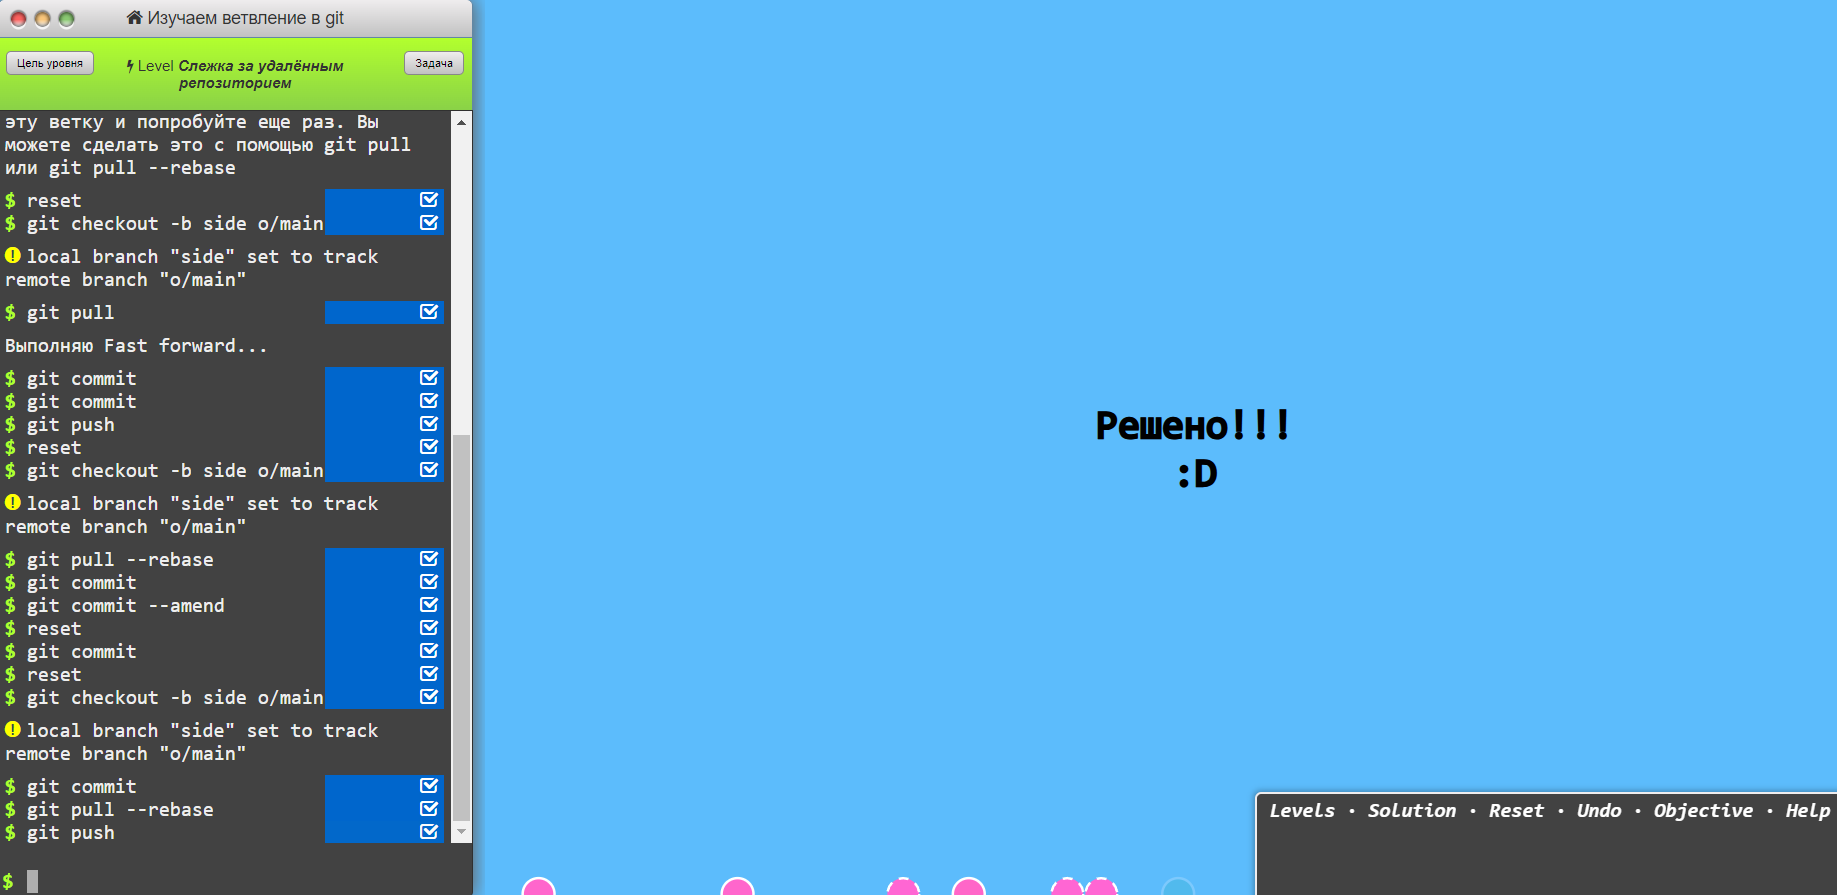 Изучаем ветвление в git
Цель уровня
Level Слежка за удалённым
репозиторием
Задача
эту ветку и попробуйте еще раз. Вы
можете сделать это с помощью git pull
или git pull --rebase
$ reset
$ git checkout -b side o/main
local branch "side" set to track
remote branch "o/main"
$ git pull
Выполняю Fast forward...
$ git commit
$ git commit
$ git push
$ reset
$ git checkout -b side o/main
local branch "side" set to track
remote branch "o/main"
$ git pull --rebase
$ git commit
$ git commit --amend
$ reset
$ git commit
$ reset
$ git checkout -b side o/main
local branch "side" set to track
remote branch "o/main"
$ git commit
$ git pull --rebase
$ git push
$
Решено!!!
:D
Levels · Solution · Reset · Undo · Objective · Help